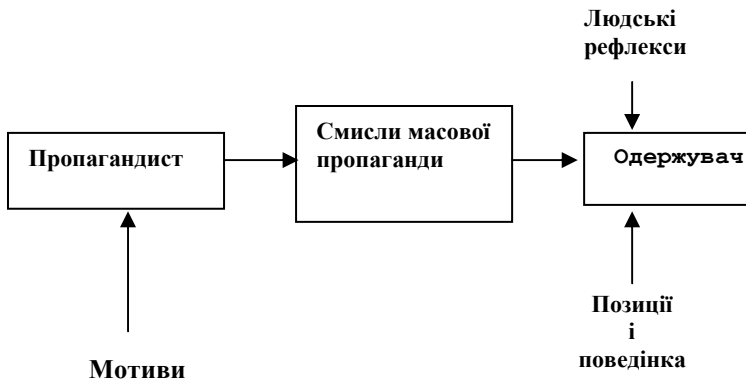 Людські
рефлекси
Пропагандист
Смисли масової
пропаганди
Одержувач
Мотиви
Позиції
і
поведінка